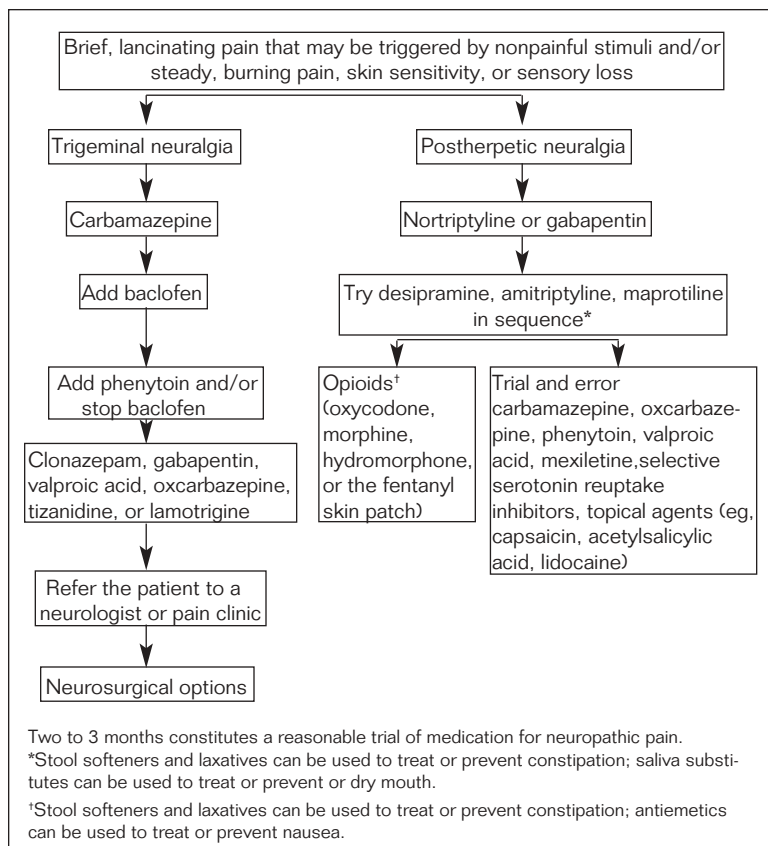 Brief, lancinating pain that may be triggered by nonpainful stimuli and/or
steady, burning pain, skin sensitivity, or sensory loss
Trigeminal neuralgia
Postherpetic neuralgia
Carbamazepine
Nortriptyline or gabapentin
Add baclofen
Try desipramine, amitriptyline, maprotiline
in sequence*
Add phenytoin and/or
stop baclofen
Clonazepam, gabapentin,
valproic acid, oxcarbazepine,
tizanidine, or lamotrigine
Refer the patient to a
neurologist or pain clinic
Neurosurgical options
Opioids†
(oxycodone,
morphine,
hydromorphone,
or the fentanyl
skin patch)
Trial and error
carbamazepine, oxcarbaze-
pine, phenytoin, valproic
acid, mexiletine,selective
serotonin reuptake
inhibitors, topical agents (eg,
capsaicin, acetylsalicylic
acid, lidocaine)
Two to 3 months constitutes a reasonable trial of medication for neuropathic pain.
*Stool softeners and laxatives can be used to treat or prevent constipation; saliva substi-
tutes can be used to treat or prevent or dry mouth.
†Stool softeners and laxatives can be used to treat or prevent constipation; antiemetics
can be used to treat or prevent nausea.